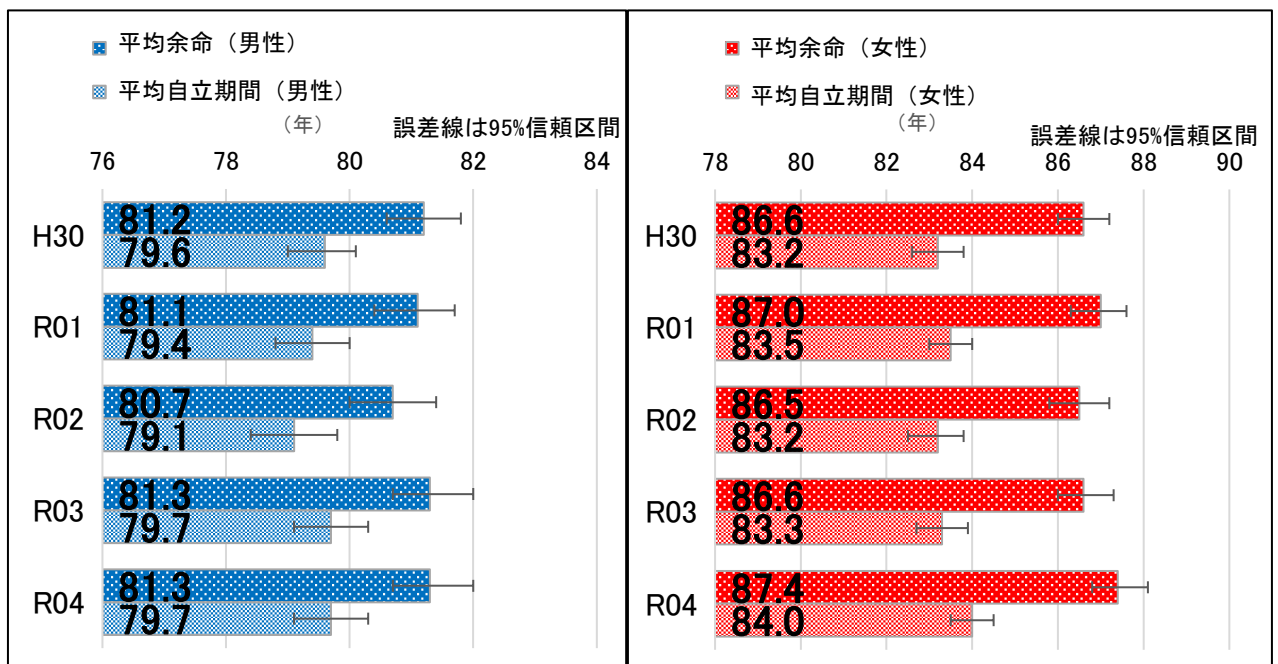 平均余命（男性）
平均自立期間（男性）
（年）
誤差線は95%信頼区間
76 78 80 82 84
H30 81.2
79.6
R01 81.1
79.4
R02 80.7
79.1
R03 81.3
79.7
R04 81.3
79.7
平均余命（女性）
平均自立期間（女性）
（年）
誤差線は95%信頼区間
78 80 82 84 86 88 90
H30 86.6
83.2
R01 87.0
83.5
R02 86.5
83.2
R03 86.6
83.3
R04 87.4
84.0